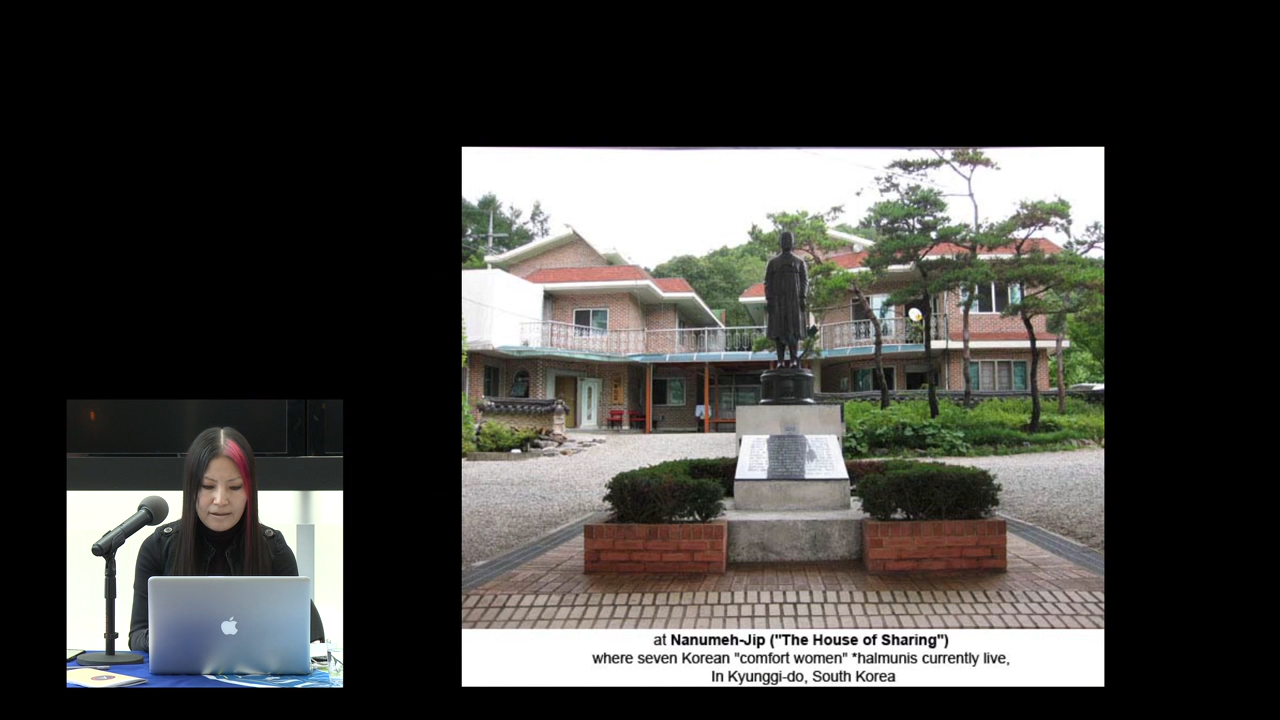 at Nanumeh-Jip ("The House of Sharing")
where seven Korean "comfort women" *halmunis currently live,
In Kyunggi-do, South Korea